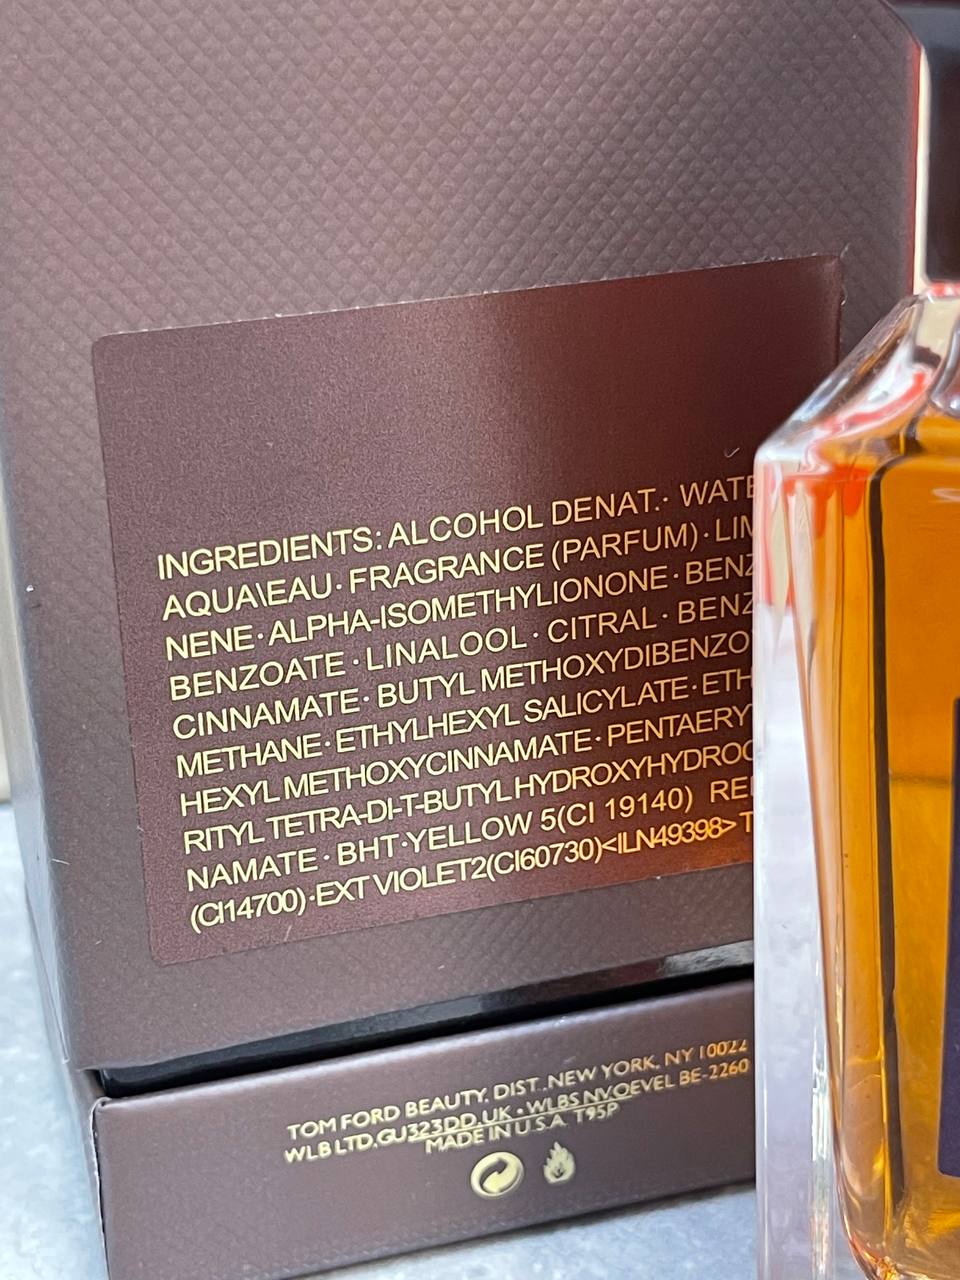 INGREDIENTS: ALCOHOL DENAT.· WATE
AQUA\EAU· FRAGRANCE (PARFUM)·LIM
NENE· ALPHA-ISOMETHYLIONONE · BENZ
BENZOATE · LINALOOL · CITRAL · BENZ
CINNAMATE· BUTYL METHOXYDIBENZO
METHANE· ETHYLHEXYL SALICYLATE· ETH
HEXYL METHOXYCINNAMATE· PENTAERY
RITYL TETRA-DI-T-BUTYL HYDROXYHYDROC
NAMATE · BHT·YELLOW 5(CI 19140) RE
(CI14700)·EXT VIOLET2(CI60730)<ILN49398> T
TOM FORD BEAUTY, DIST., NEW YORK, NY 10022
WLB LTD.GU323DD.UK • WLBS NVOEVEL BE-2260
MADE IN U.S.A. T95P